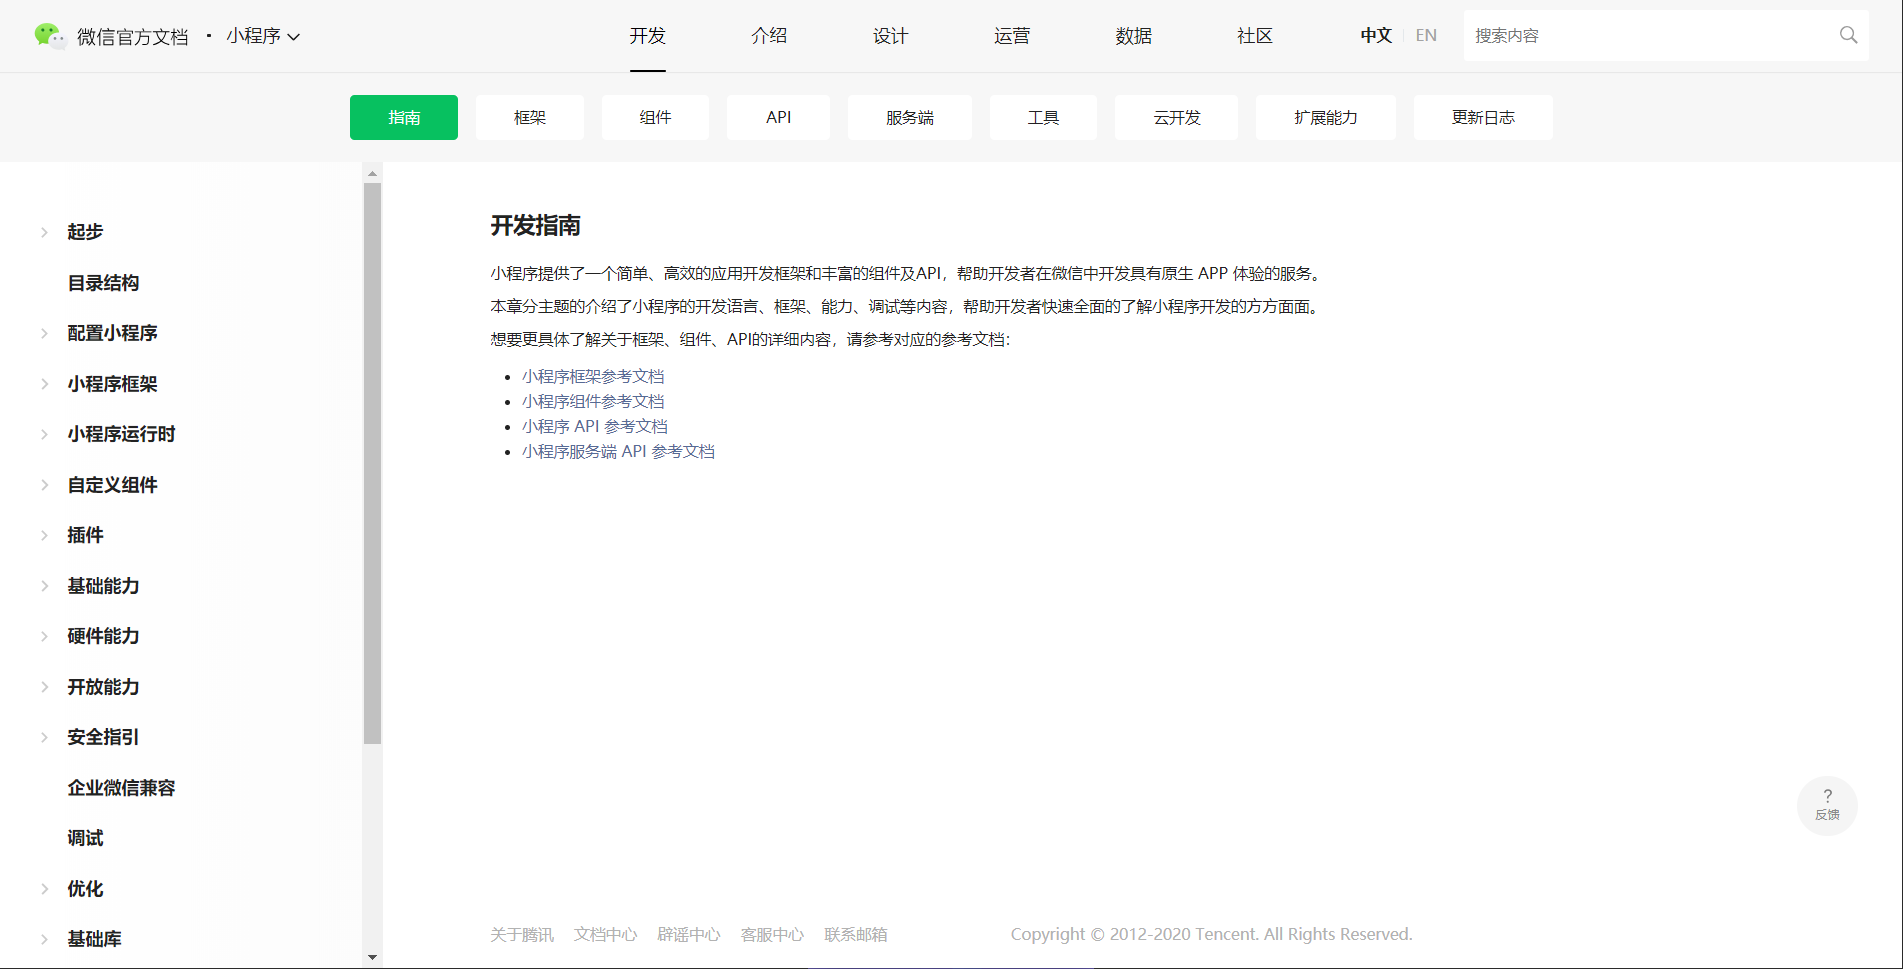 微信官方文档 · 小程序
开发 介绍 设计 运营 数据 社区 中文 EN 搜索内容
指南 框架 组件 API 服务端 工具 云开发 扩展能力 更新日志
起步
目录结构
配置小程序
小程序框架
小程序运行时
自定义组件
插件
基础能力
硬件能力
开放能力
安全指引
企业微信兼容
调试
优化
基础库
开发指南
小程序提供了一个简单、高效的应用开发框架和丰富的组件及API，帮助开发者在微信中开发具有原生 APP 体验的服务。
本章分主题的介绍了小程序的开发语言、框架、能力、调试等内容，帮助开发者快速全面的了解小程序开发的方方面面。
想要更具体了解关于框架、组件、API的详细内容，请参考对应的参考文档：
• 小程序框架参考文档
• 小程序组件参考文档
• 小程序 API 参考文档
• 小程序服务端 API 参考文档
?
反馈
关于腾讯 文档中心 辟谣中心 客服中心 联系邮箱 Copyright © 2012-2020 Tencent. All Rights Reserved.